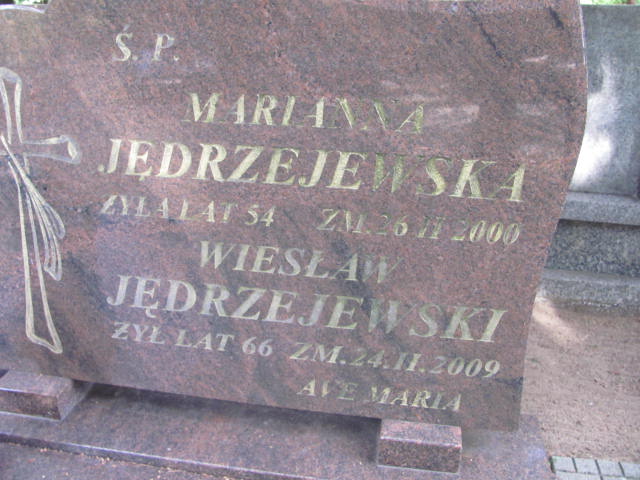 Ś. P.
MARIANNA
JĘDRZEJEWSKA
ŻYŁA LAT 54 ZM. 26 II 2000
WIESŁAW
JĘDRZEJEWSKI
ŻYŁ LAT 66 ZM. 24.II.2009
AVE MARIA